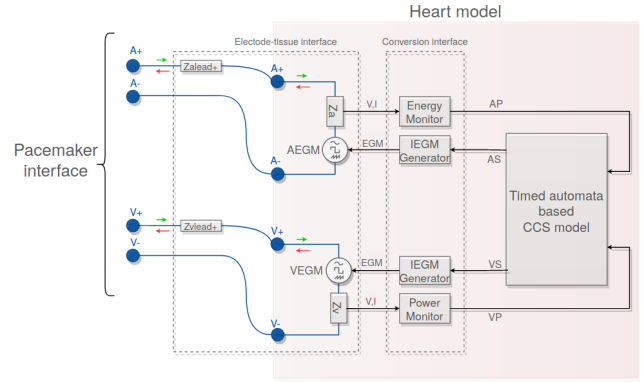 Heart model
Electode-tissue interface
Conversion interface
A+
Zalead+
A+
A-
Za
V,I
Energy
Monitor
AP
AEGM
EGM
IEGM
Generator
AS
Pacemaker
interface
A-
Timed automata
based
CCS model
V+
Zvlead+
V+
V-
VEGM
EGM
IEGM
Generator
VS
Zv
V,I
Power
Monitor
VP
V-